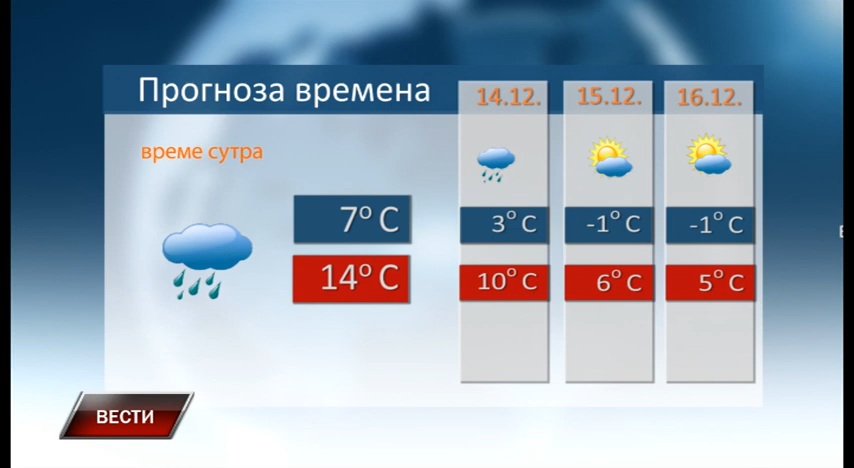 Прогноза времена
време сутра
7° C
14° C
14.12.
3° C
10° C
15.12.
-1° C
6° C
16.12.
-1° C
5° C
ВЕСТИ